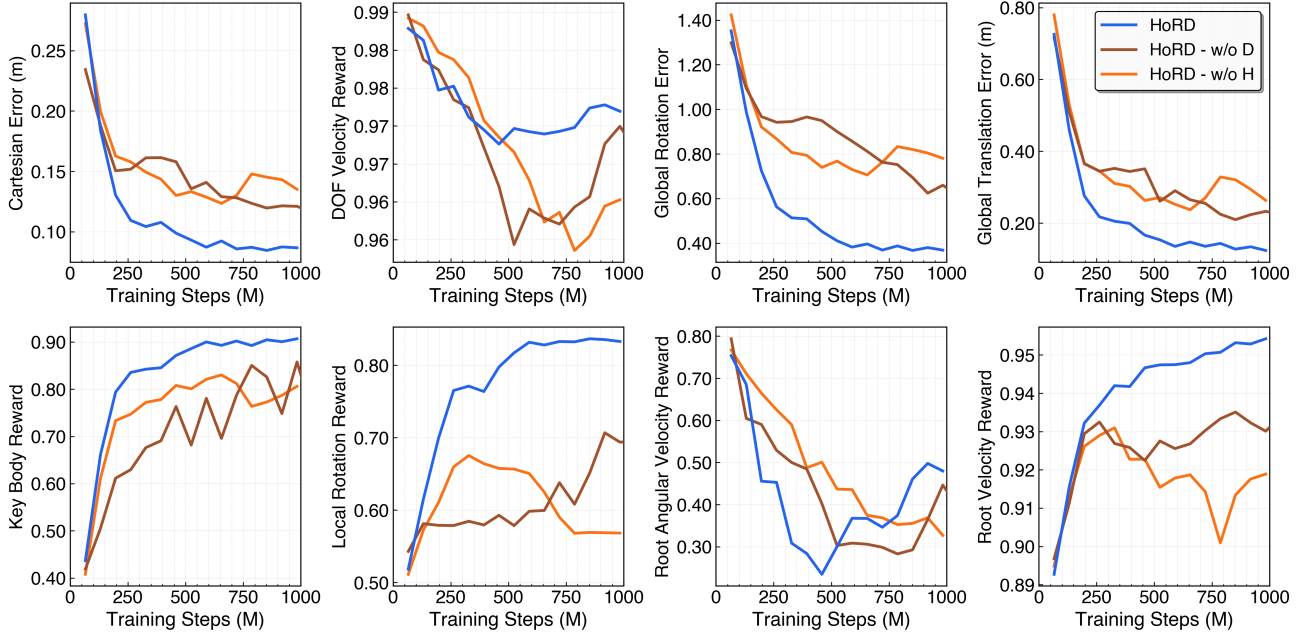 Cartesian Error (m)
0.25
0.20
0.15
0.10
0 250 500 750 1000
Training Steps (M)
DOF Velocity Reward
0.99
0.98
0.98
0.97
0.97
0.96
0.96
0 250 500 750 1000
Training Steps (M)
Global Rotation Error
1.40
1.20
1.00
0.80
0.60
0.40
0 250 500 750 1000
Training Steps (M)
Global Translation Error (m)
0.80
0.60
0.40
0.20
0 250 500 750 1000
Training Steps (M)
HoRD
HoRD - w/o D
HoRD - w/o H
Key Body Reward
0.90
0.80
0.70
0.60
0.50
0.40
0 250 500 750 1000
Training Steps (M)
Local Rotation Reward
0.80
0.70
0.60
0.50
0 250 500 750 1000
Training Steps (M)
Root Angular Velocity Reward
0.80
0.70
0.60
0.50
0.40
0.30
0 250 500 750 1000
Training Steps (M)
Root Velocity Reward
0.95
0.94
0.93
0.92
0.91
0.90
0.89
0 250 500 750 1000
Training Steps (M)